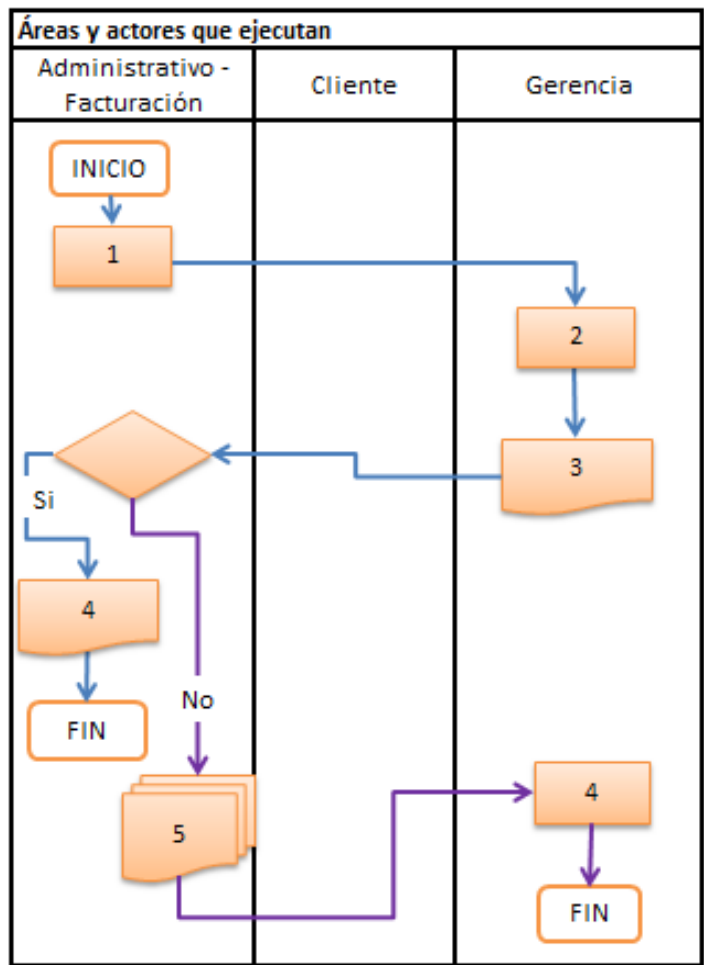 Áreas y actores que ejecutan
Administrativo -
Facturación
Cliente
Gerencia
INICIO
1
2
3
Si
4
FIN
No
5
4
FIN